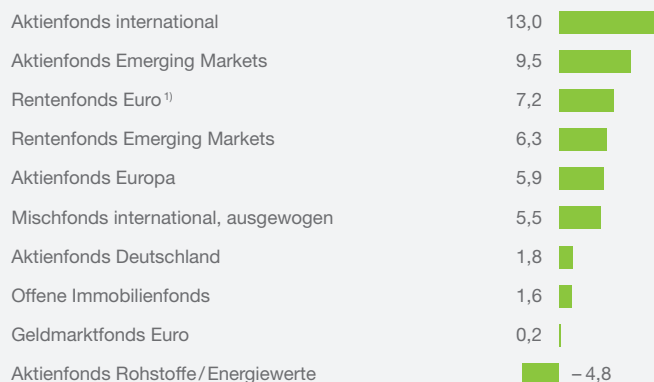 Aktienfonds international 13,0
Aktienfonds Emerging Markets 9,5
Rentenfonds Euro 1) 7,2
Rentenfonds Emerging Markets 6,3
Aktienfonds Europa 5,9
Mischfonds international, ausgewogen 5,5
Aktienfonds Deutschland 1,8
Offene Immobilienfonds 1,6
Geldmarktfonds Euro 0,2
Aktienfonds Rohstoffe/Energiewerte – 4,8